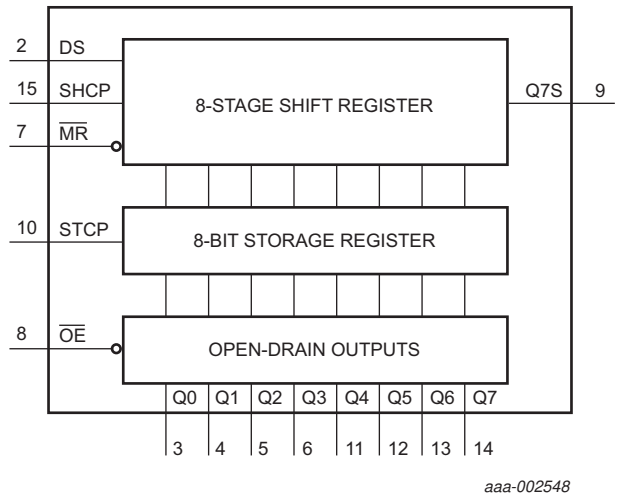 2 DS
15 SHCP
7 M̅R̅
8-STAGE SHIFT REGISTER
Q7S 9
10 STCP
8-BIT STORAGE REGISTER
8 O̅E̅
OPEN-DRAIN OUTPUTS
Q0 Q1 Q2 Q3 Q4 Q5 Q6 Q7
3 4 5 6 11 12 13 14
aaa-002548